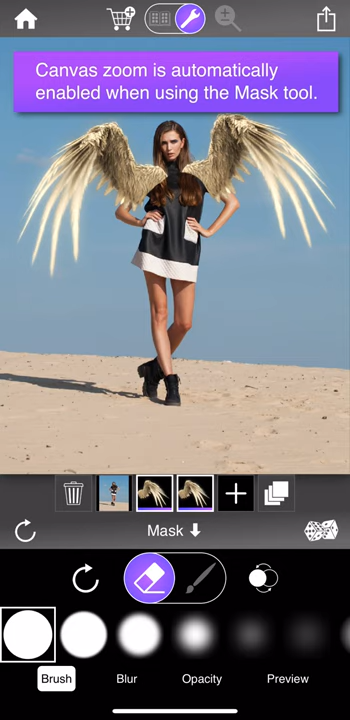 Canvas zoom is automatically
enabled when using the Mask tool.
Mask
Brush
Blur
Opacity
Preview